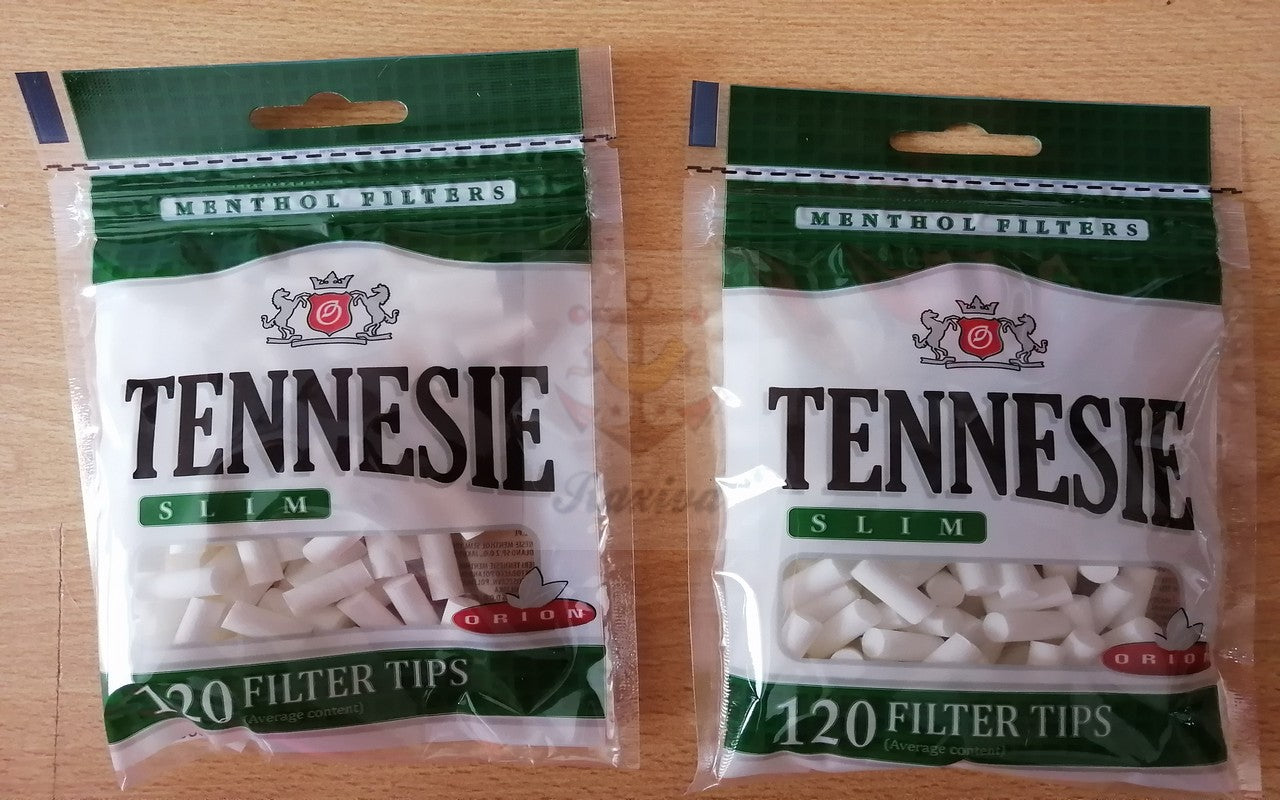 MENTHOL FILTERS
TENNESIE
SLIM
ORION
120 FILTER TIPS
(Average content)
MENTHOL FILTERS
TENNESIE
SLIM
ORION
120 FILTER TIPS
(Average content)